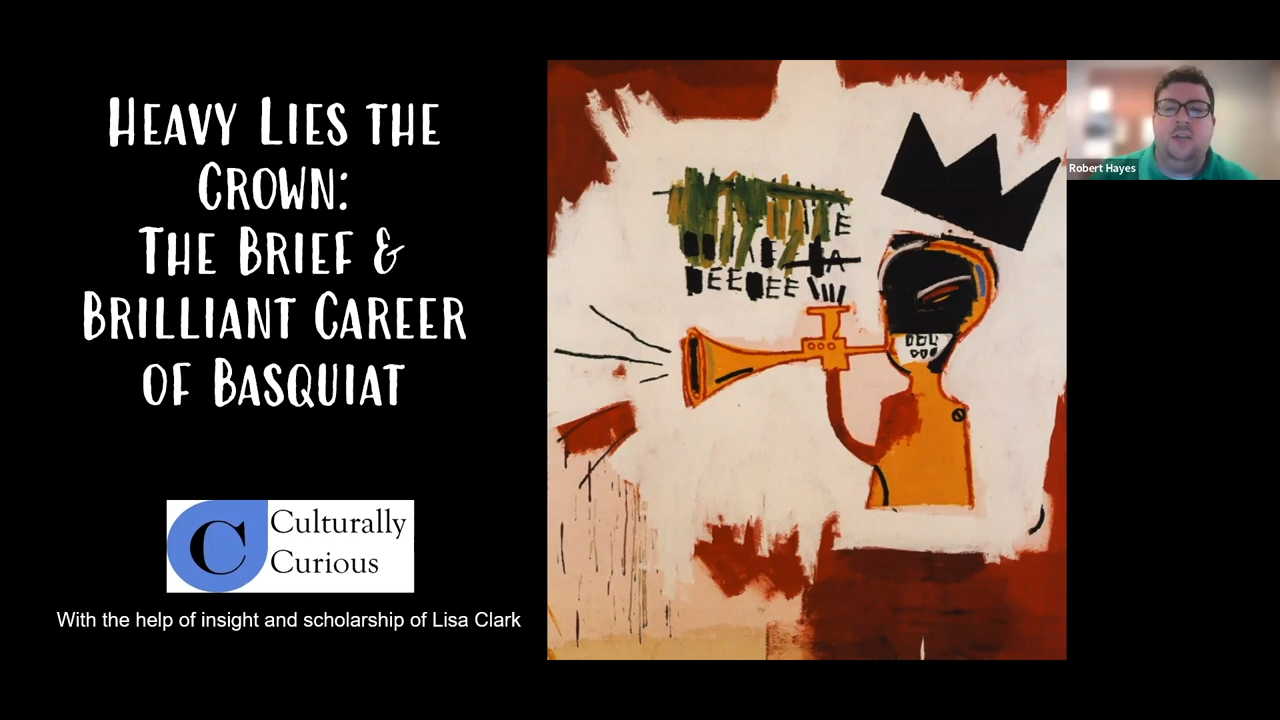 HEAVY LIES THE
CROWN:
THE BRIEF &
BRILLIANT CAREER
OF BASQUIAT
C Culturally
Curious
With the help of insight and scholarship of Lisa Clark
Robert Hayes